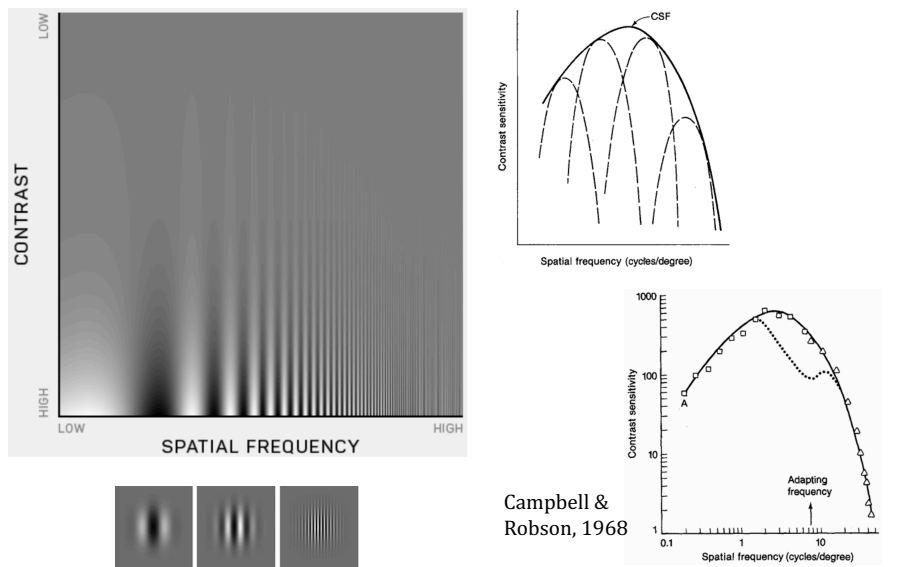 LOW
CONTRAST
HIGH
LOW
HIGH
SPATIAL FREQUENCY
CSF
Contrast sensitivity
Spatial frequency (cycles/degree)
1000
100
10
1
Contrast sensitivity
A
Adapting
frequency
0.1
1
10
Spatial frequency (cycles/degree)
Campbell &
Robson, 1968